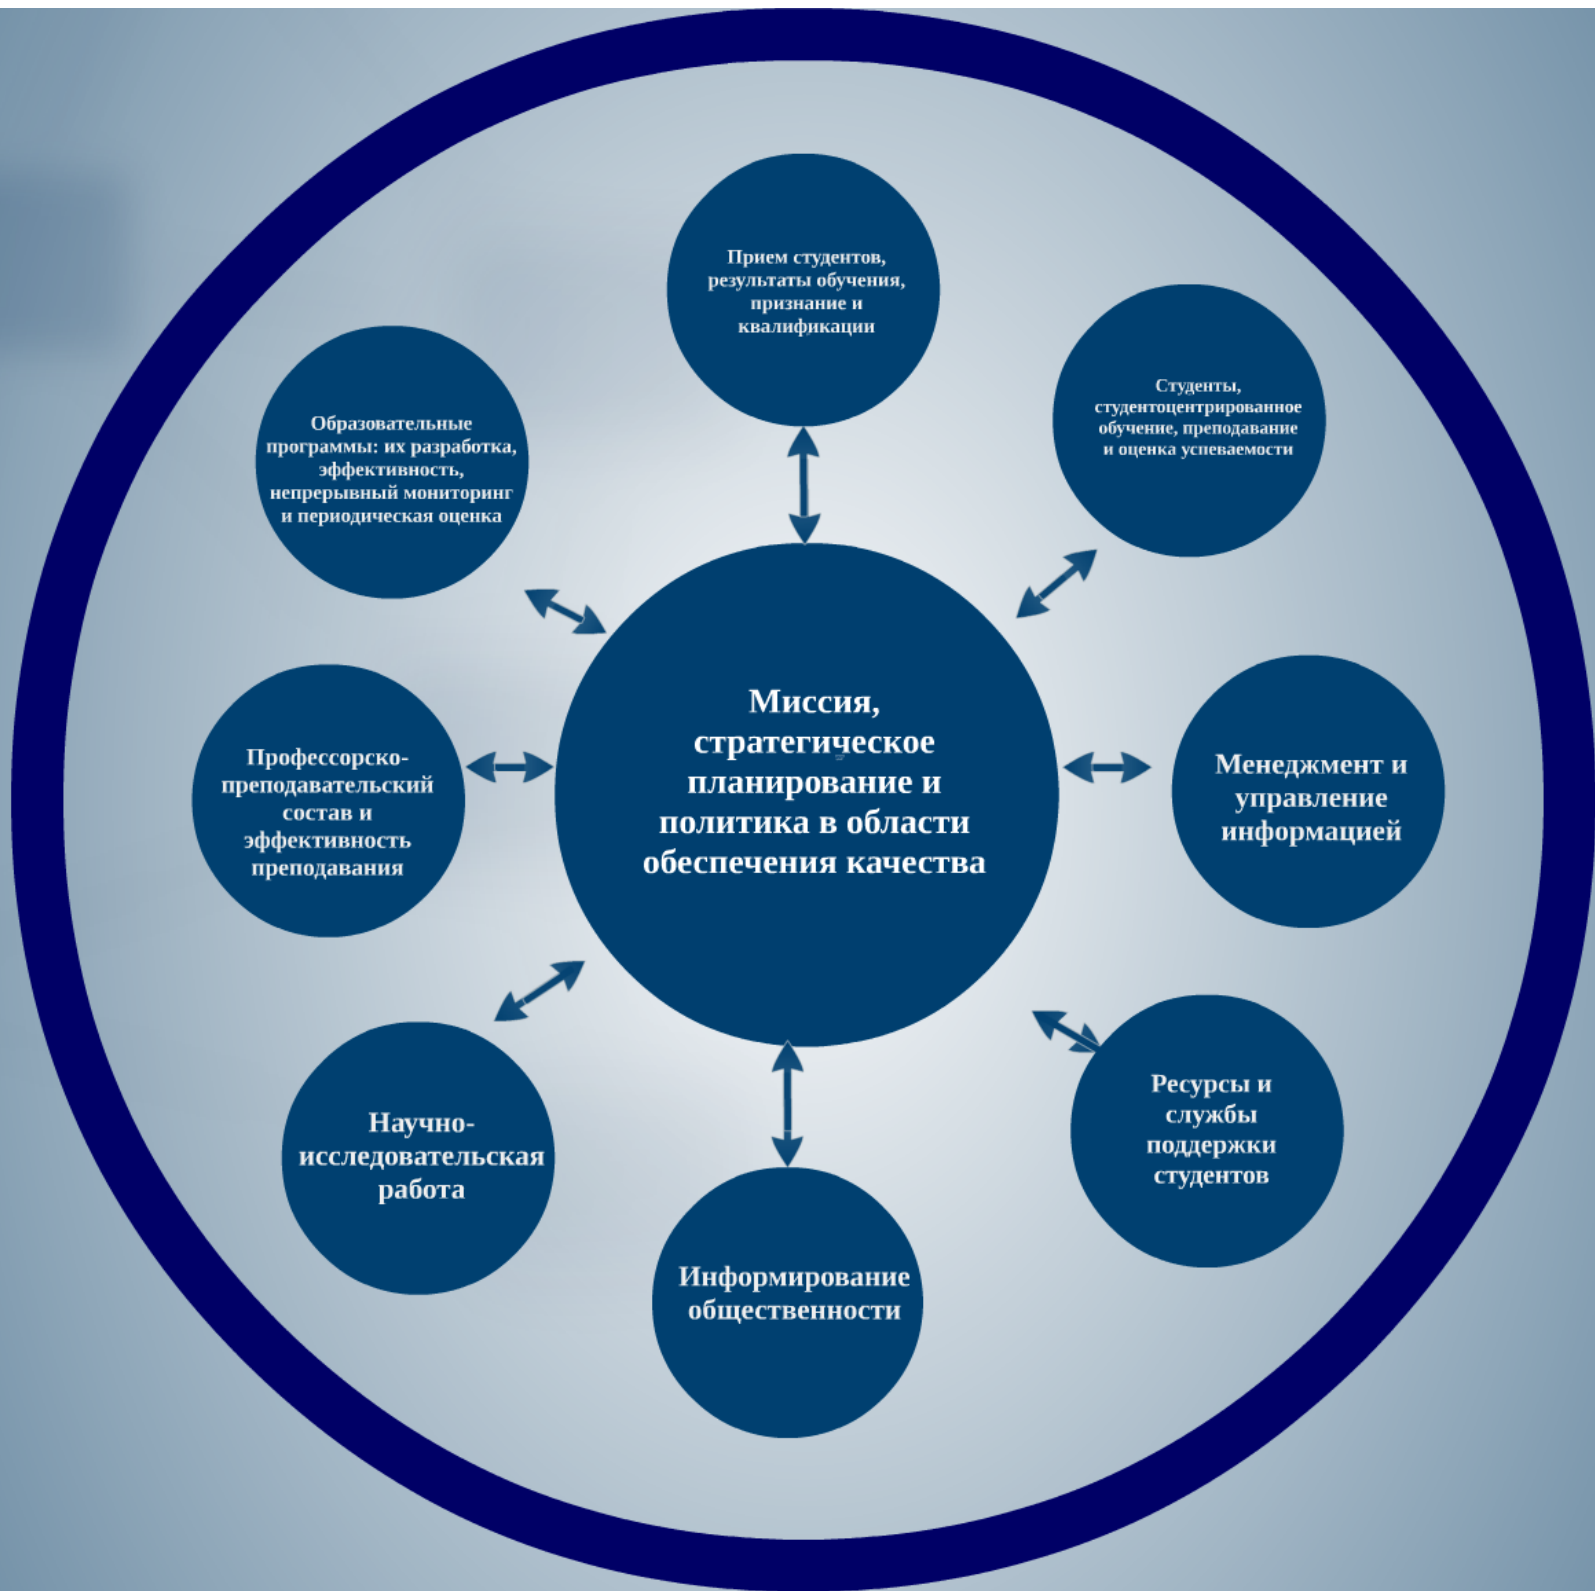 Прием студентов,
результаты обучения,
признание и
квалификации
Студенты,
студентоцентрированное
обучение, преподавание
и оценка успеваемости
Образовательные
программы: их разработка,
эффективность,
непрерывный мониторинг
и периодическая оценка
Миссия,
стратегическое
планирование и
политика в области
обеспечения качества
Профессорско-
преподавательский
состав и
эффективность
преподавания
Менеджмент и
управление
информацией
Ресурсы и
службы
поддержки
студентов
Научно-
исследовательская
работа
Информирование
общественности